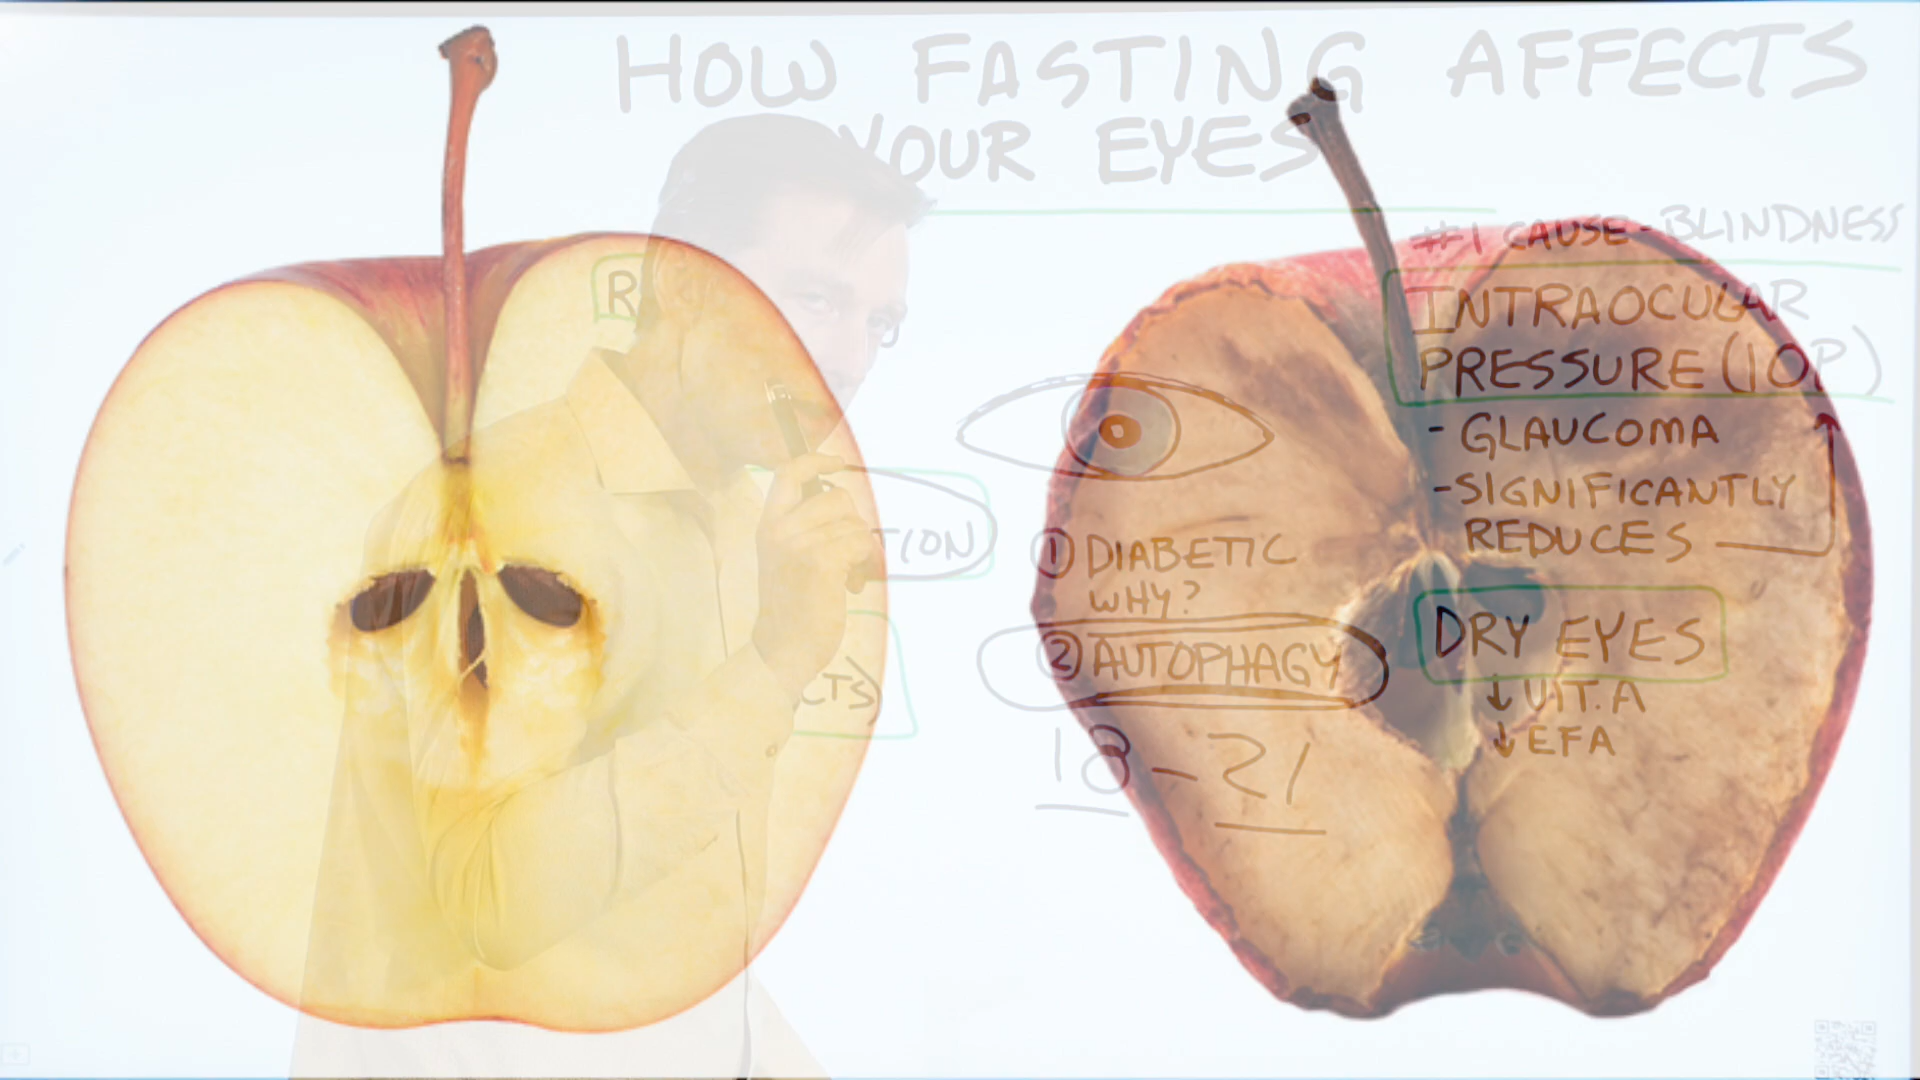 HOW FASTING AFFECTS
YOUR EYES
#1 CAUSE-BLINDNESS
INTRAOCULAR
PRESSURE (IOP)
- GLAUCOMA
-SIGNIFICANTLY
REDUCES
① DIABETIC
WHY?
② AUTOPHAGY
18-21
DRY EYES
↓ VIT. A
↓ EFA